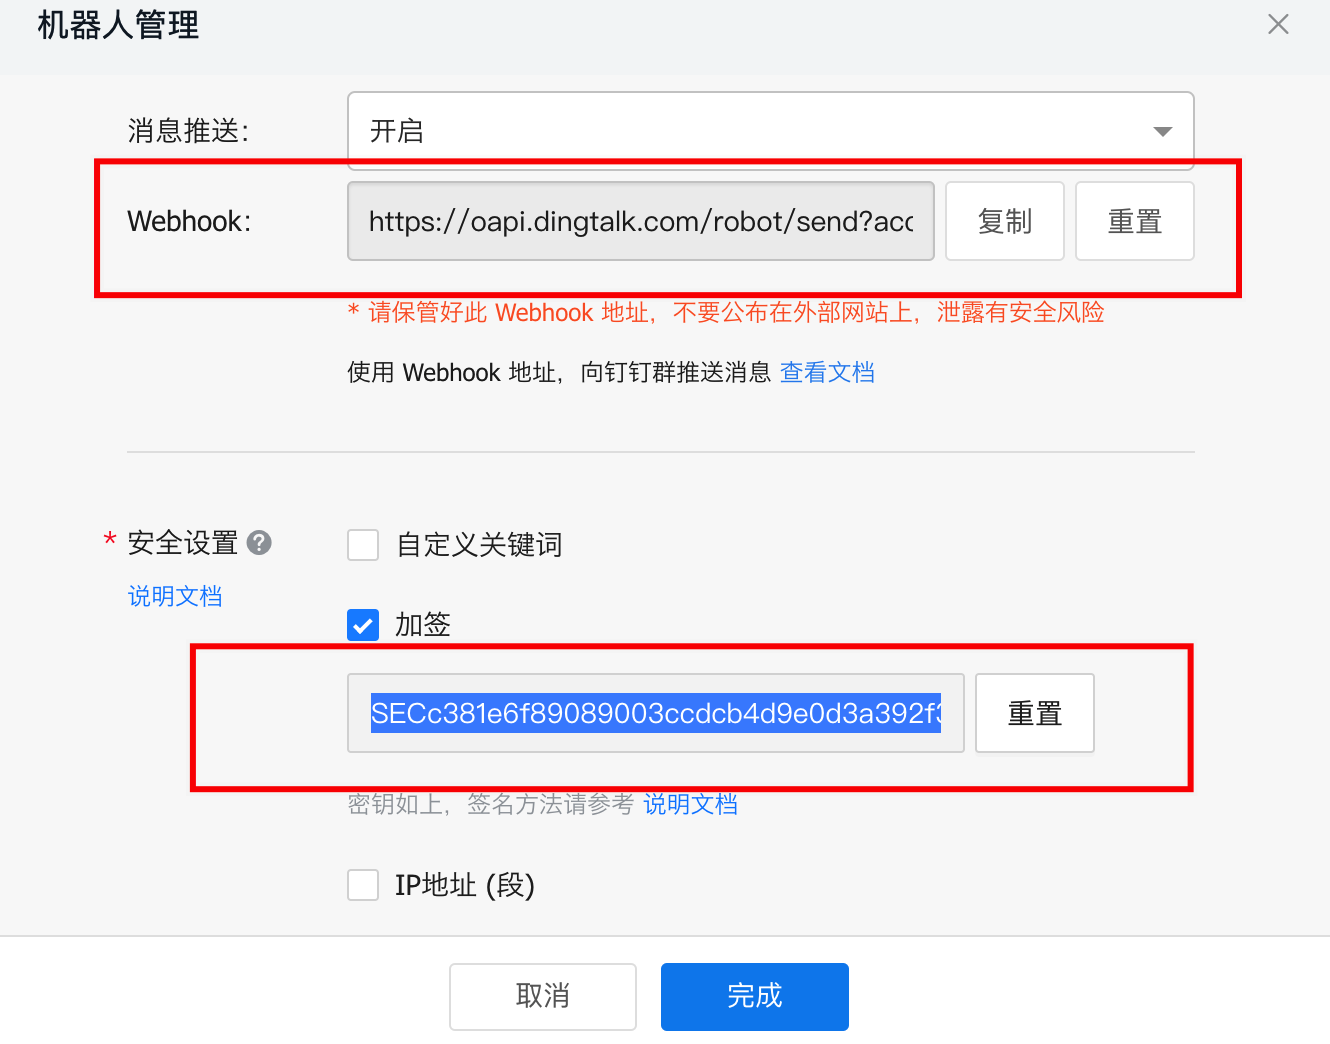 机器人管理
消息推送:
开启
Webhook:
https://oapi.dingtalk.com/robot/send?acc
复制
重置
* 请保管好此 Webhook 地址，不要公布在外部网站上，泄露有安全风险
使用 Webhook 地址，向钉钉群推送消息 查看文档
* 安全设置 ?
自定义关键词
说明文档
加签
SECc381e6f89089003ccdcb4d9e0d3a392f3
重置
密钥如上，签名方法请参考 说明文档
IP地址 (段)
取消
完成